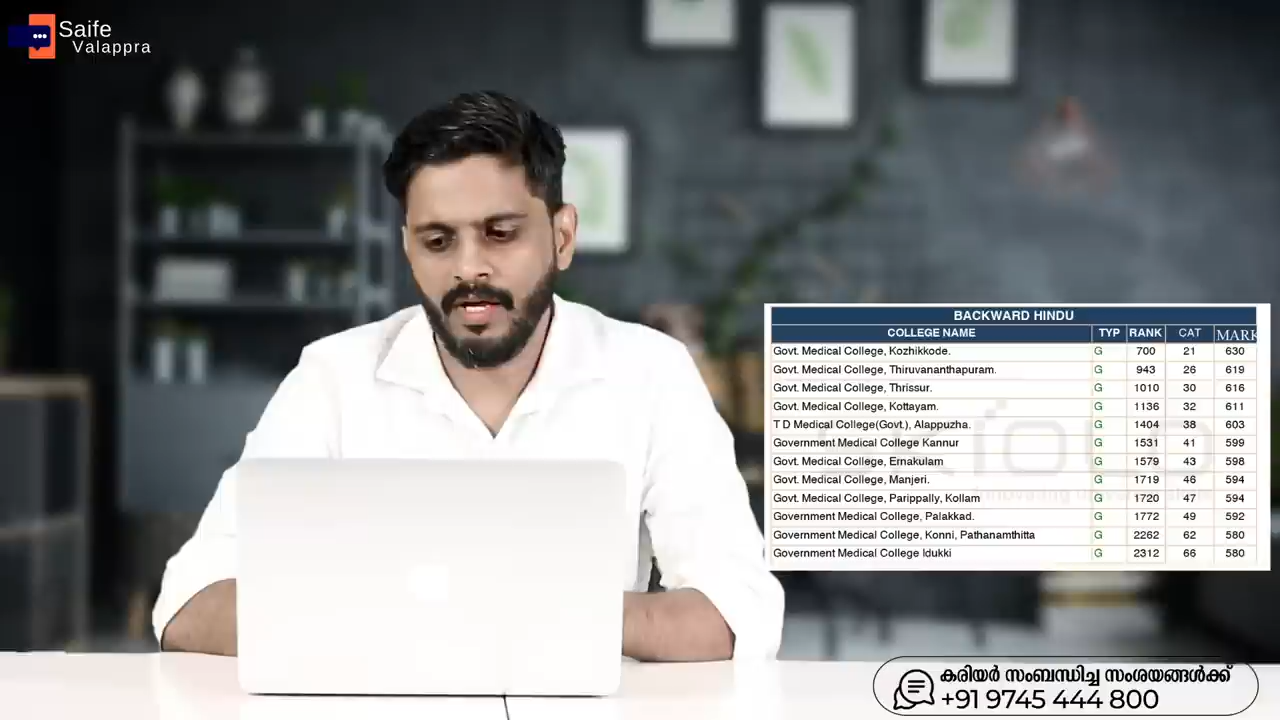 Saife
Valappra
BACKWARD HINDU
COLLEGE NAME TYP RANK CAT MARK
Govt. Medical College, Kozhikkode. G 700 21 630
Govt. Medical College, Thiruvananthapuram. G 943 26 619
Govt. Medical College, Thrissur. G 1010 30 616
Govt. Medical College, Kottayam. G 1136 32 611
T D Medical College(Govt.), Alappuzha. G 1404 38 603
Government Medical College Kannur G 1531 41 599
Govt. Medical College, Ernakulam G 1579 43 598
Govt. Medical College, Manjeri. G 1719 46 594
Govt. Medical College, Parippally, Kollam G 1720 47 594
Government Medical College, Palakkad. G 1772 49 592
Government Medical College, Konni, Pathanamthitta G 2262 62 580
Government Medical College Idukki G 2312 66 580
കരിയർ സംബന്ധിച്ച സംശയങ്ങൾക്ക്
+91 9745 444 800